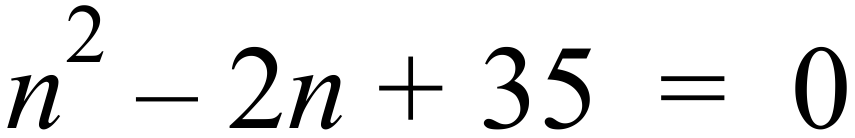 n² − 2n + 35 = 0